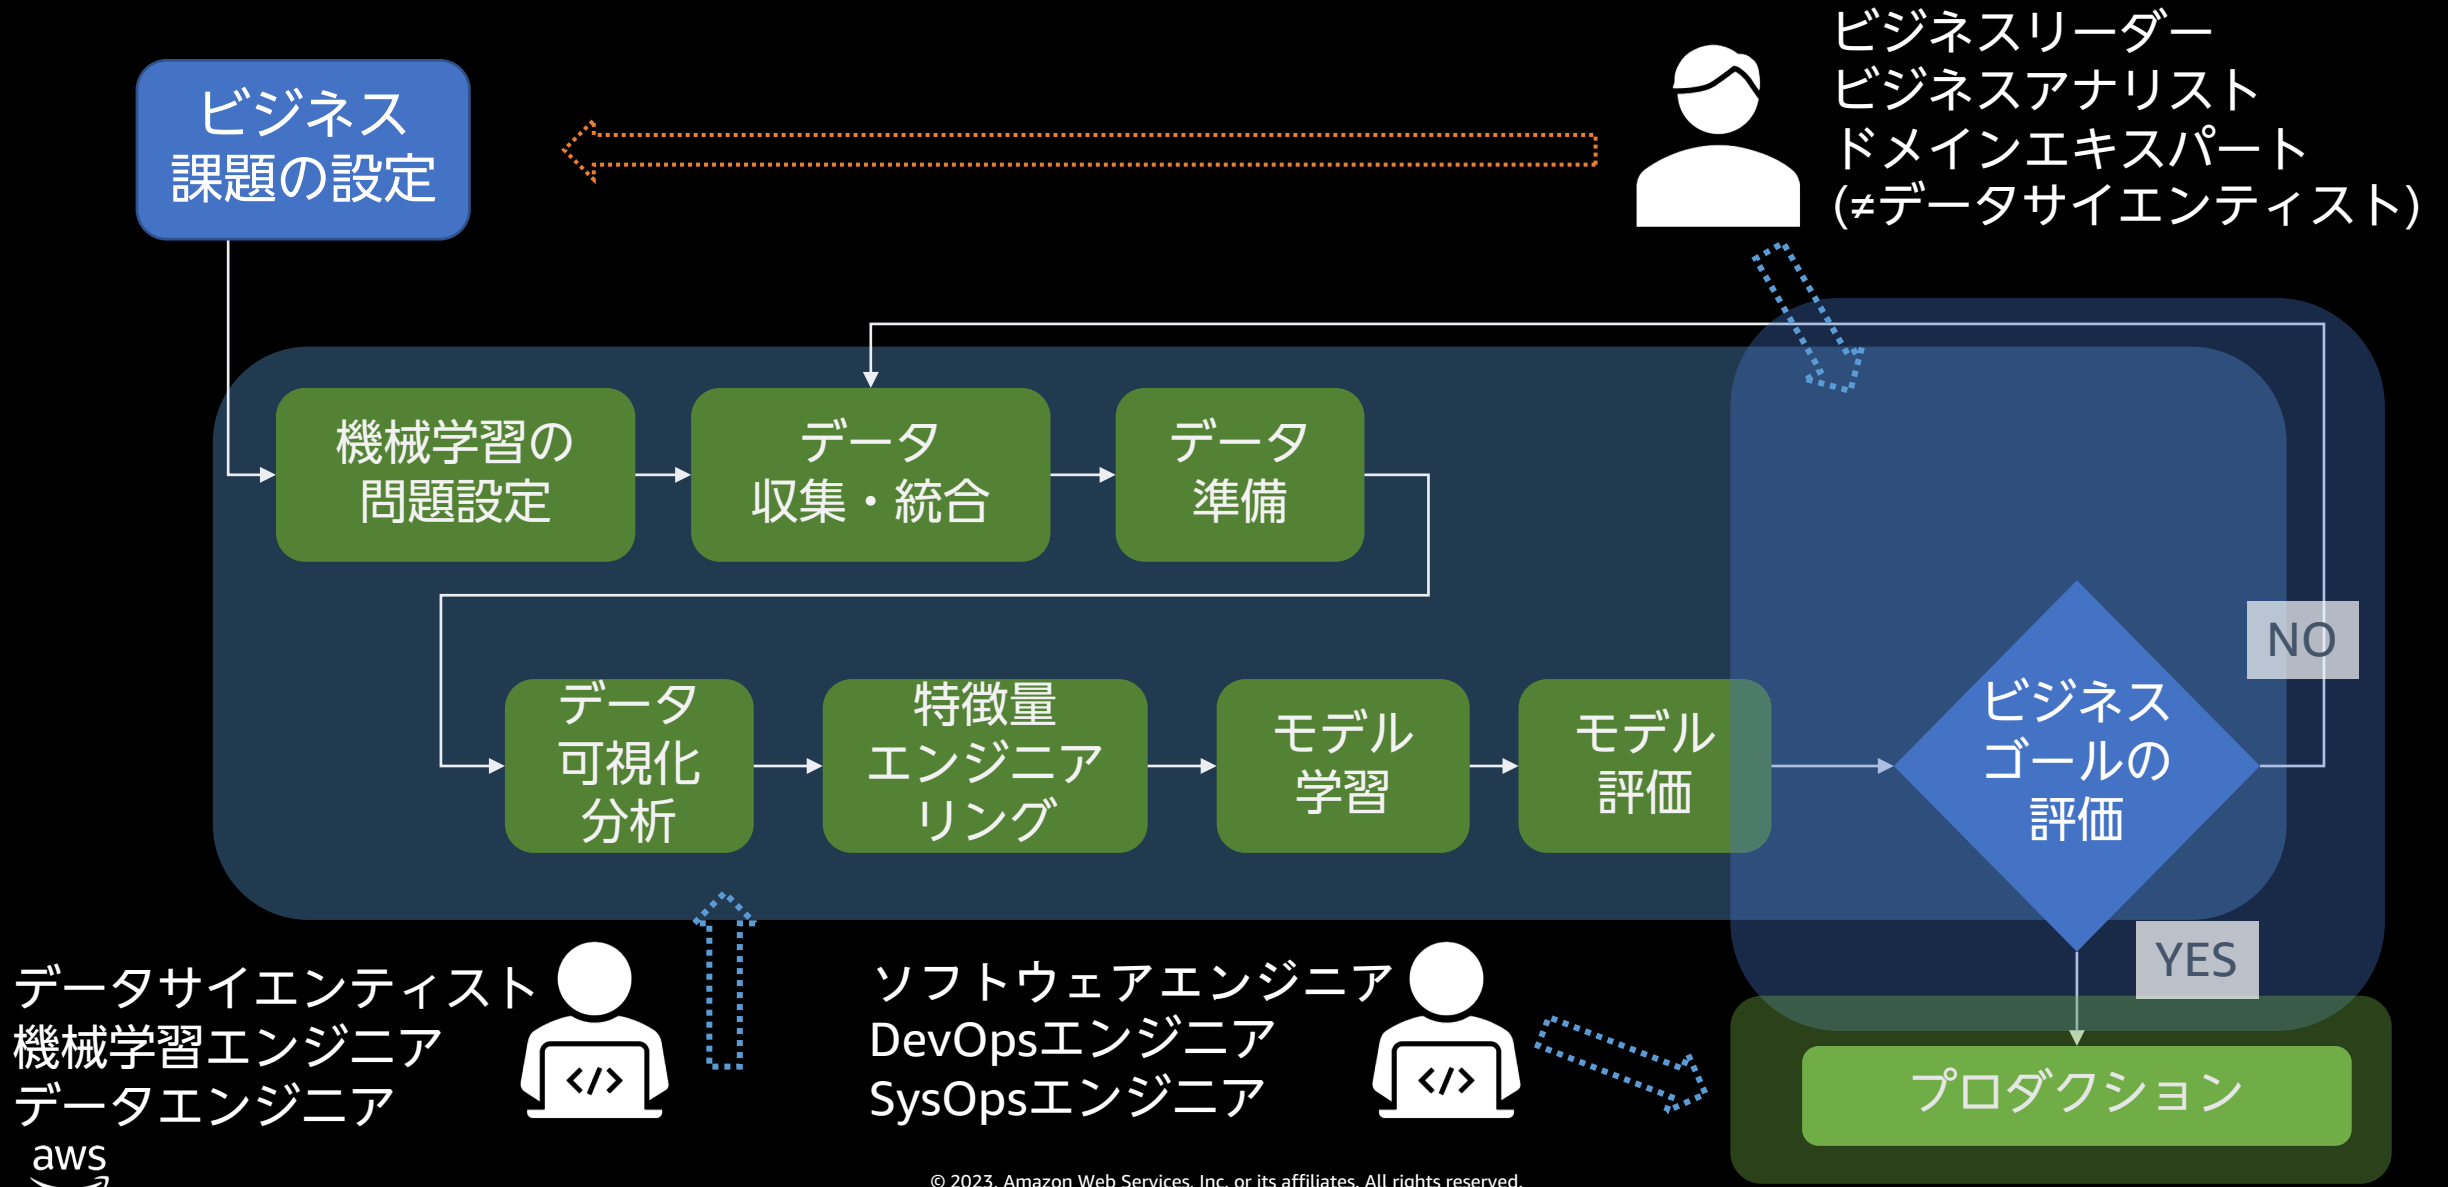 ビジネスリーダー
ビジネスアナリスト
ドメインエキスパート
(≠データサイエンティスト)
ビジネス
課題の設定
機械学習の
問題設定
データ
収集・統合
データ
準備
データ
可視化
分析
特徴量
エンジニア
リング
モデル
学習
モデル
評価
ビジネス
ゴールの
評価
NO
YES
プロダクション
データサイエンティスト
機械学習エンジニア
データエンジニア
ソフトウェアエンジニア
DevOpsエンジニア
SysOpsエンジニア
</>
</>
aws
© 2023, Amazon Web Services, Inc. or its affiliates. All rights reserved.